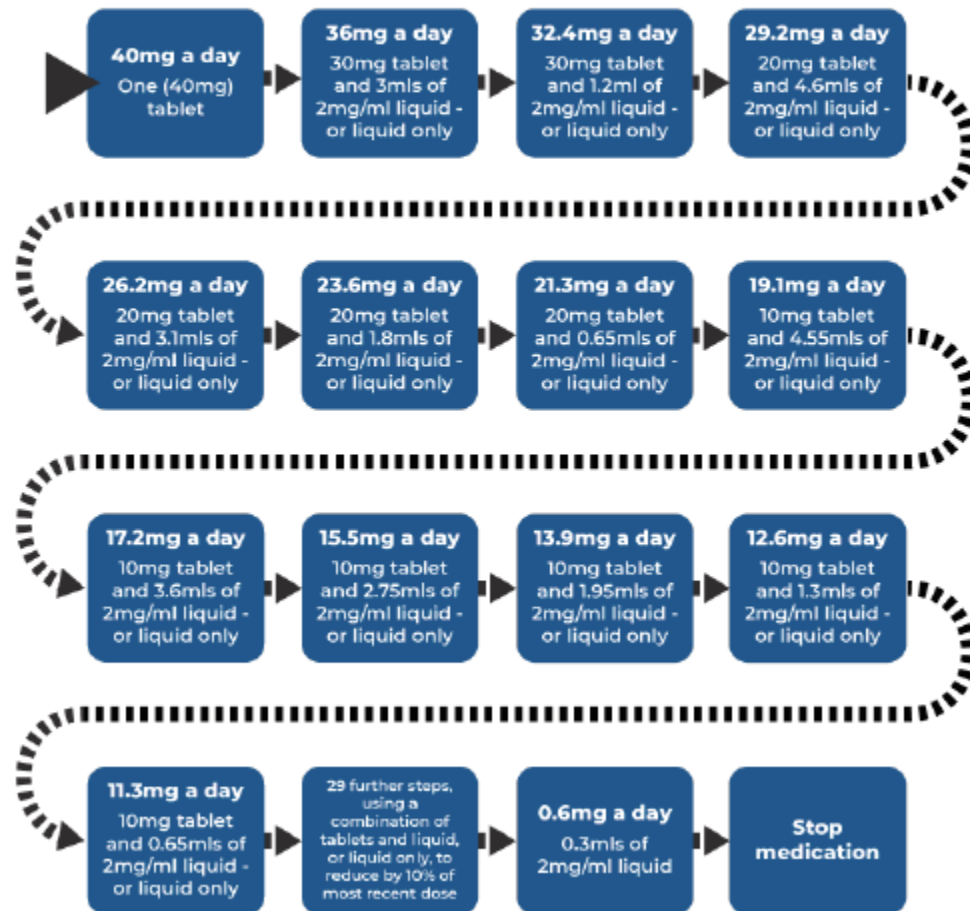 40mg a day
One (40mg)
tablet
36mg a day
30mg tablet
and 3mls of
2mg/ml liquid -
or liquid only
32.4mg a day
30mg tablet
and 1.2ml of
2mg/ml liquid -
or liquid only
29.2mg a day
20mg tablet
and 4.6mls of
2mg/ml liquid -
or liquid only
26.2mg a day
20mg tablet
and 3.1mls of
2mg/ml liquid -
or liquid only
23.6mg a day
20mg tablet
and 1.8mls of
2mg/ml liquid -
or liquid only
21.3mg a day
20mg tablet
and 0.65mls of
2mg/ml liquid -
or liquid only
19.1mg a day
10mg tablet
and 4.55mls of
2mg/ml liquid -
or liquid only
17.2mg a day
10mg tablet
and 3.6mls of
2mg/ml liquid -
or liquid only
15.5mg a day
10mg tablet
and 2.75mls of
2mg/ml liquid -
or liquid only
13.9mg a day
10mg tablet
and 1.95mls of
2mg/ml liquid -
or liquid only
12.6mg a day
10mg tablet
and 1.3mls of
2mg/ml liquid -
or liquid only
11.3mg a day
10mg tablet
and 0.65mls of
2mg/ml liquid -
or liquid only
29 further steps,
using a
combination of
tablets and liquid,
or liquid only, to
reduce by 10% of
most recent dose
0.6mg a day
0.3mls of
2mg/ml liquid
Stop
medication